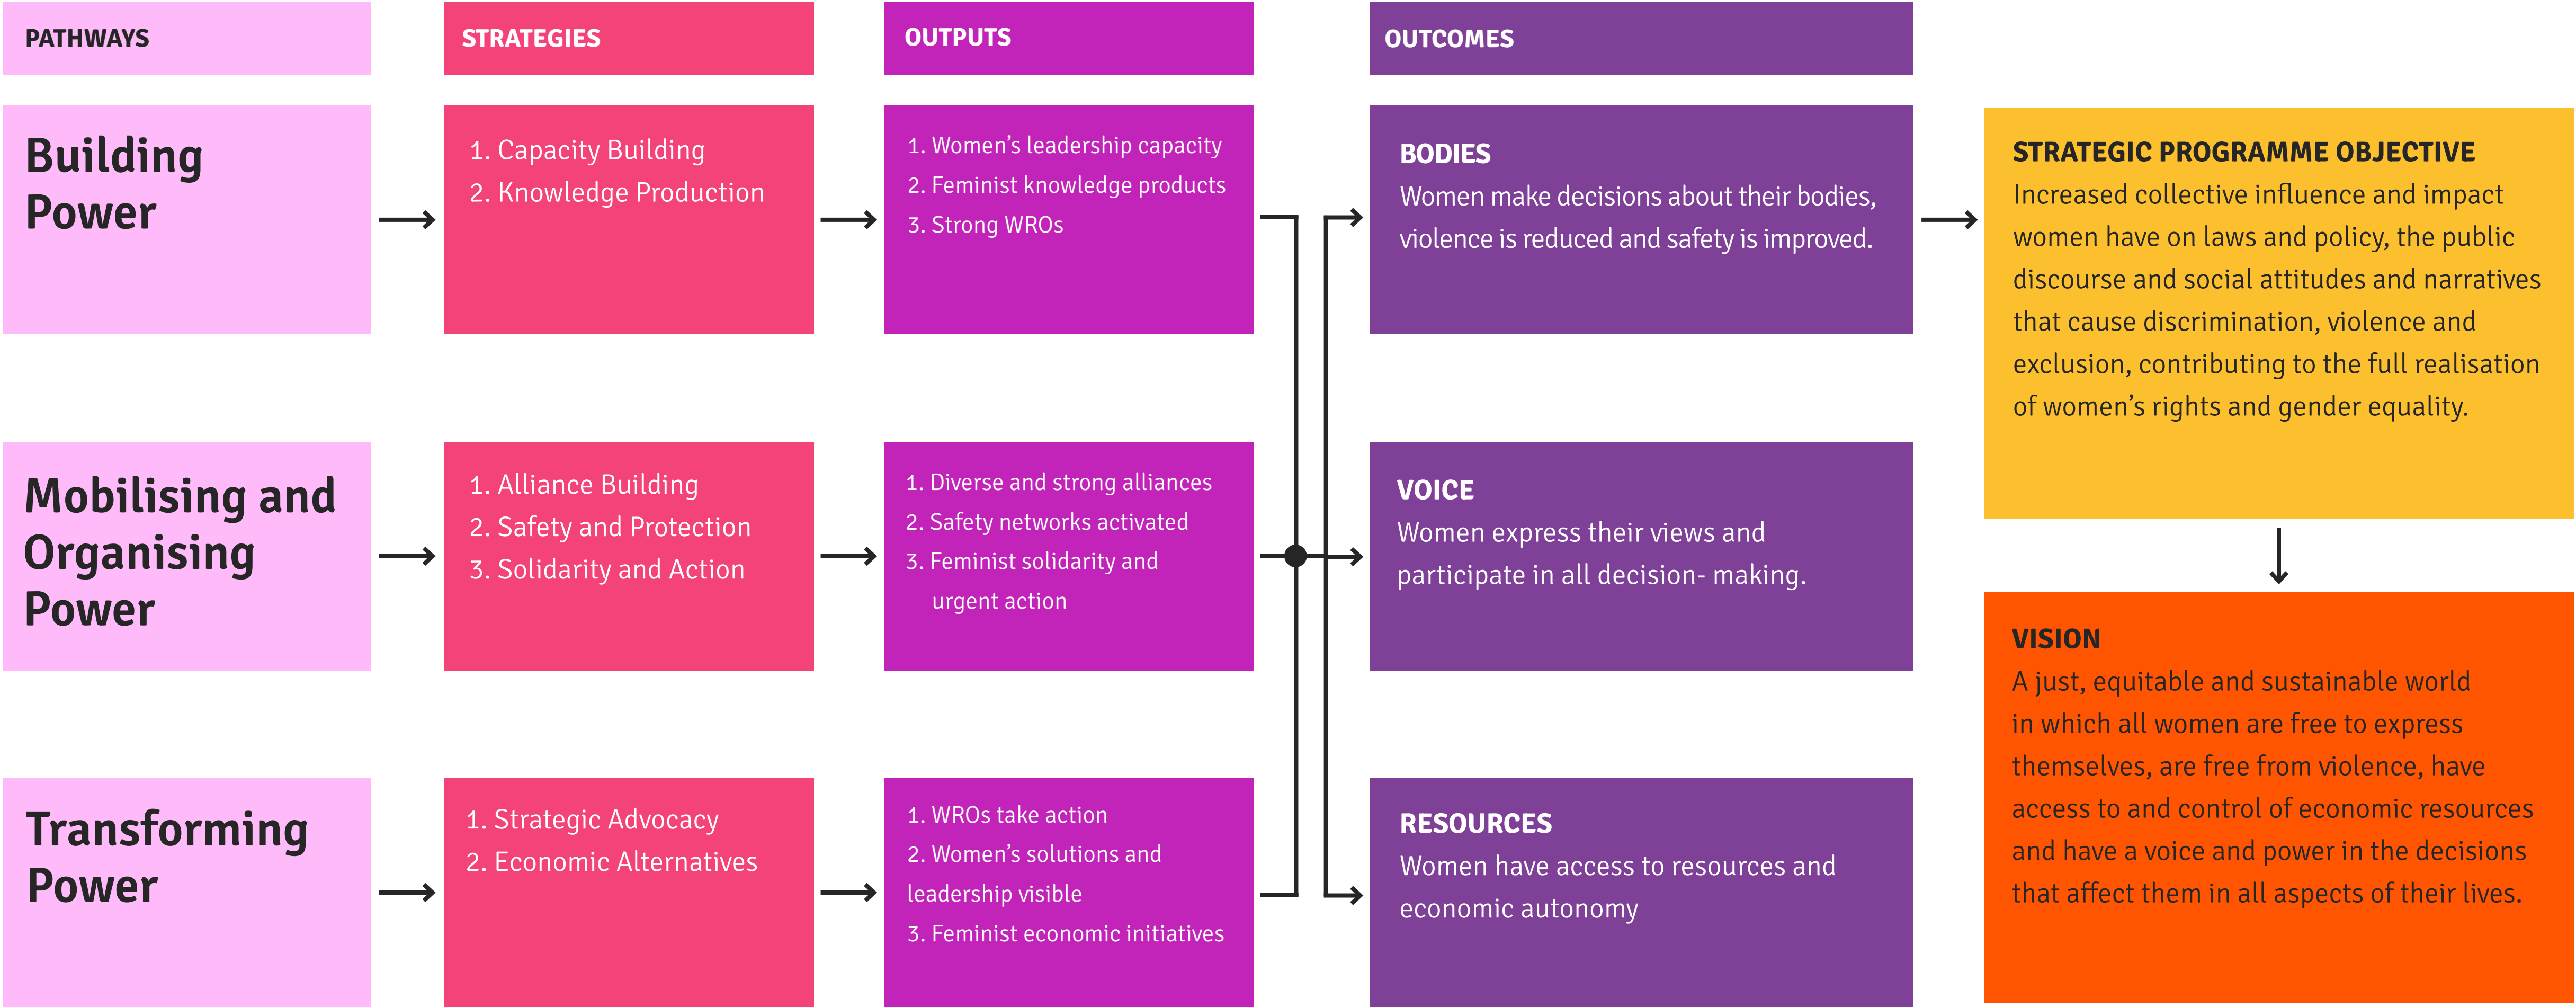 PATHWAYS
STRATEGIES
OUTPUTS
OUTCOMES
Building
Power
1. Capacity Building
2. Knowledge Production
1. Women’s leadership capacity
2. Feminist knowledge products
3. Strong WROs
BODIES
Women make decisions about their bodies,
violence is reduced and safety is improved.
STRATEGIC PROGRAMME OBJECTIVE
Increased collective influence and impact
women have on laws and policy, the public
discourse and social attitudes and narratives
that cause discrimination, violence and
exclusion, contributing to the full realisation
of women’s rights and gender equality.
Mobilising and
Organising
Power
1. Alliance Building
2. Safety and Protection
3. Solidarity and Action
1. Diverse and strong alliances
2. Safety networks activated
3. Feminist solidarity and
urgent action
VOICE
Women express their views and
participate in all decision- making.
VISION
A just, equitable and sustainable world
in which all women are free to express
themselves, are free from violence, have
access to and control of economic resources
and have a voice and power in the decisions
that affect them in all aspects of their lives.
Transforming
Power
1. Strategic Advocacy
2. Economic Alternatives
1. WROs take action
2. Women’s solutions and
leadership visible
3. Feminist economic initiatives
RESOURCES
Women have access to resources and
economic autonomy